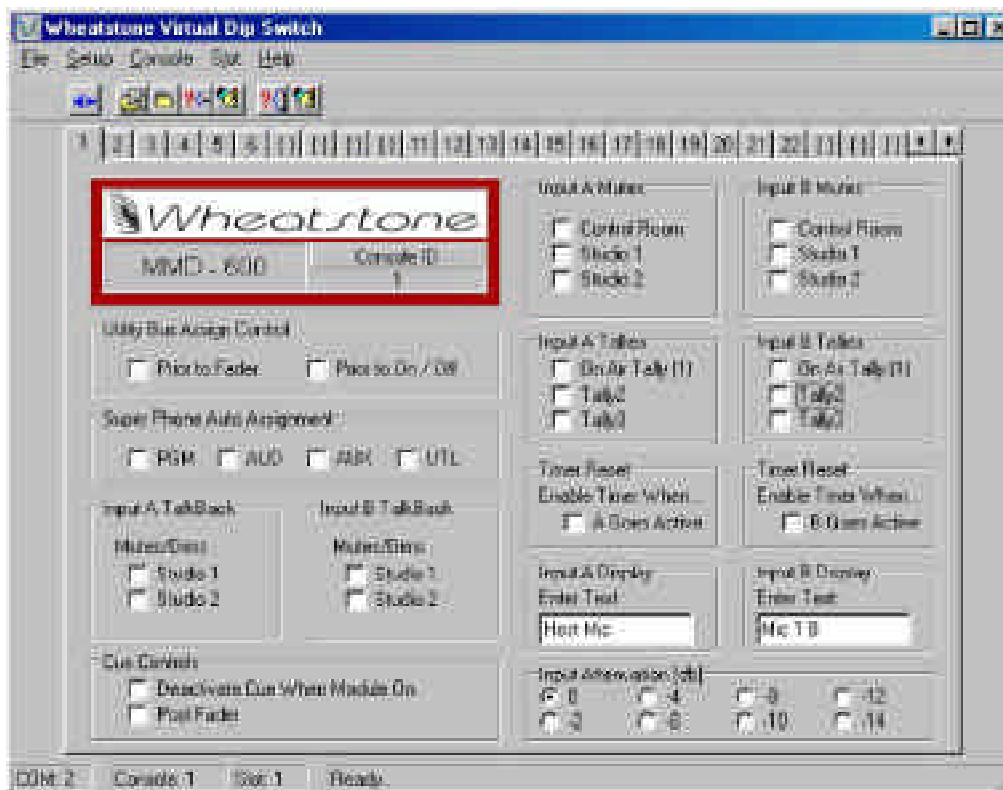 Wheatstone Virtual Dip Switch
File Setup Console Slot Help
1 2 3 4 5 6 [ ] [ ] [ ] [ ] 11 12 13 14 15 16 17 18 19 20 21 22 [ ] [ ] [ ]
Wheatstone
MMD - 600
Console ID
1
Utility Bus Assign Control
Prior to Fader
Prior to On / Off
Super Phone Auto Assignment
PGM AUD AUX UTL
Input A TalkBack
Mutes/Dims
Studio 1
Studio 2
Input B TalkBack
Mutes/Dims
Studio 1
Studio 2
Cue Controls
Deactivate Cue When Module On
Post Fader
Input A Mutes
Control Room
Studio 1
Studio 2
Input B Mutes
Control Room
Studio 1
Studio 2
Input A Tallies
On Air Tally (1)
Tally2
Tally3
Input B Tallies
On Air Tally (1)
Tally2
Tally3
Timer Reset
Enable Timer When...
A Goes Active
Timer Reset
Enable Timer When...
B Goes Active
Input A Display
Enter Text
Host Mic
Input B Display
Enter Text
Mic 1 B
Input Attenuation (db)
0 -4 -8 -12
-2 -6 -10 -14
COM: 2 Console: 1 Slot: 1 Ready...